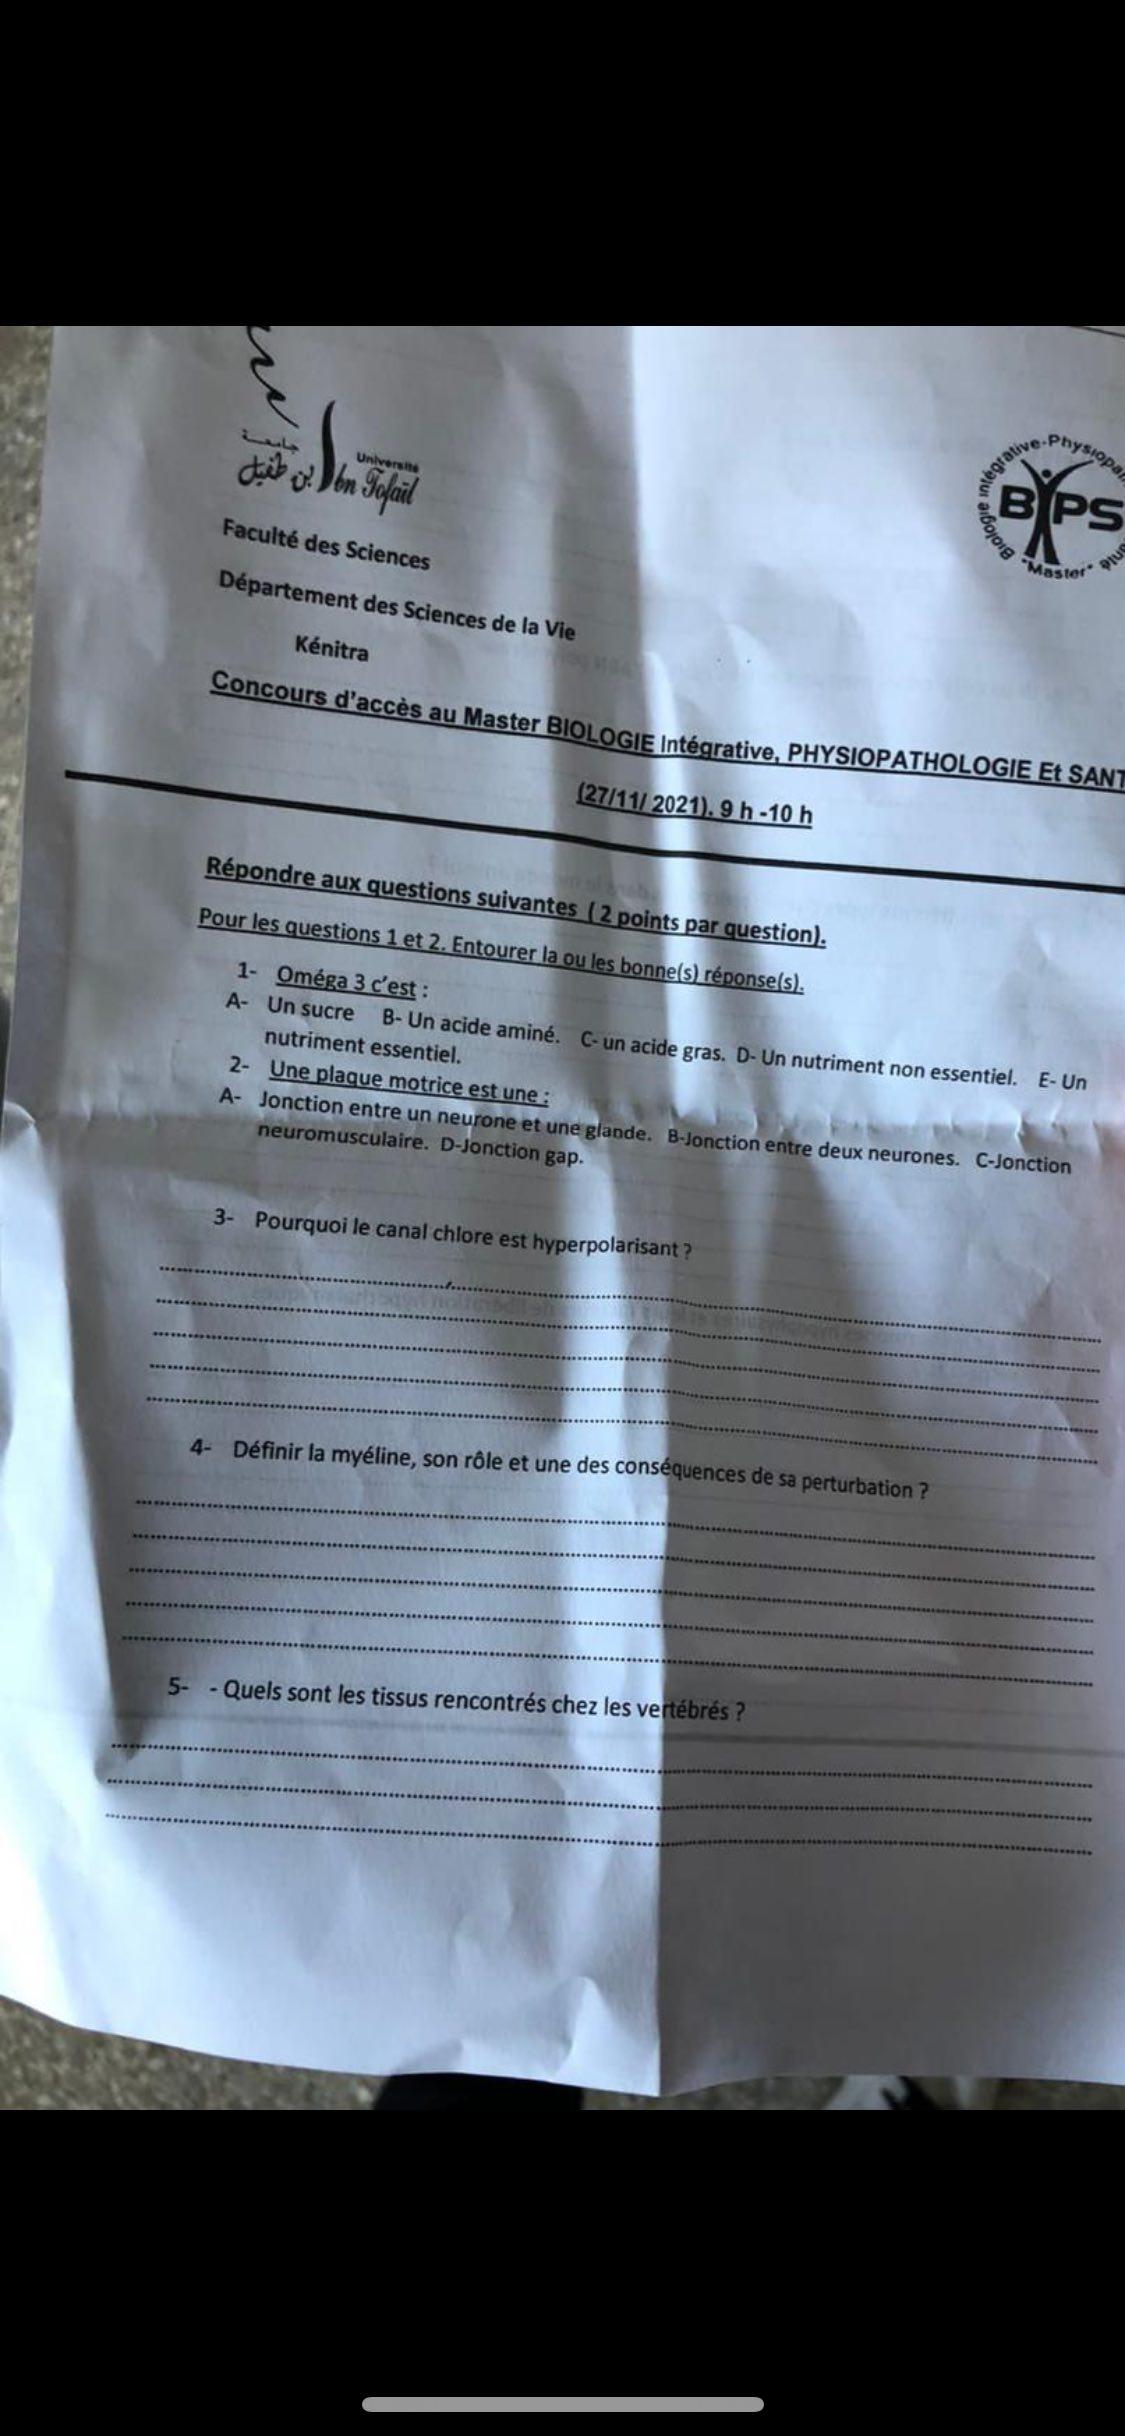 جامعة
ابن طفيل
Université
Ibn Tofaïl
Biologie intégrative-Physiopa
BPS
"Master"
Faculté des Sciences
Département des Sciences de la Vie
Kénitra
Concours d'accès au Master BIOLOGIE Intégrative, PHYSIOPATHOLOGIE Et SANT
(27/11/ 2021). 9 h -10 h
Répondre aux questions suivantes ( 2 points par question).
Pour les questions 1 et 2. Entourer la ou les bonne(s) réponse(s).
1- Oméga 3 c'est :
A- Un sucre B- Un acide aminé. C- un acide gras. D- Un nutriment non essentiel. E- Un
nutriment essentiel.
2- Une plaque motrice est une :
A- Jonction entre un neurone et une glande. B-Jonction entre deux neurones. C-Jonction
neuromusculaire. D-Jonction gap.
3- Pourquoi le canal chlore est hyperpolarisant ?
4- Définir la myéline, son rôle et une des conséquences de sa perturbation ?
5- - Quels sont les tissus rencontrés chez les vertébrés ?